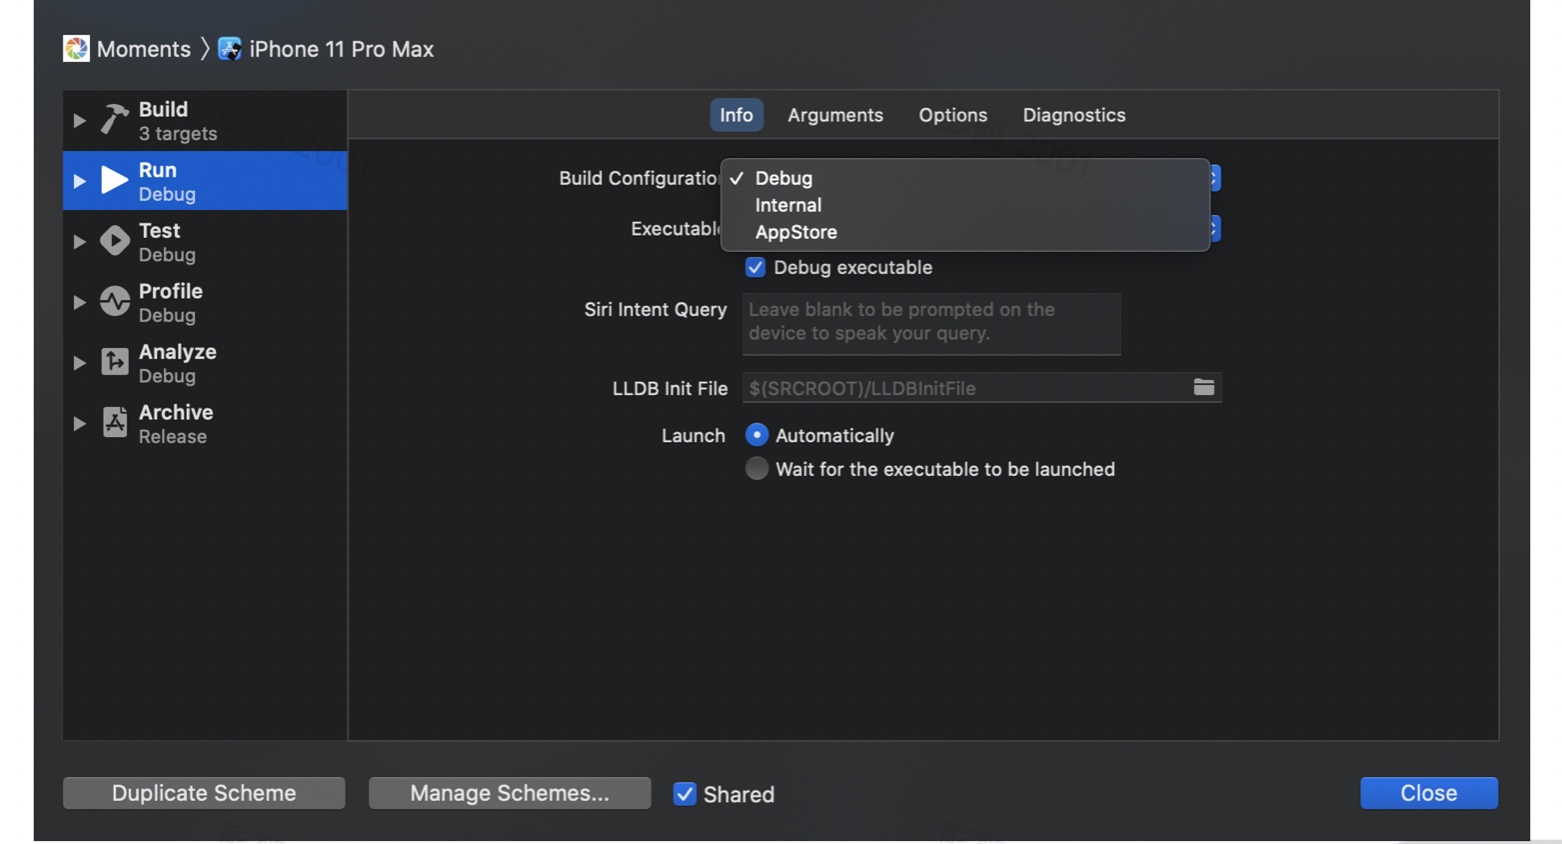 Moments 〉 iPhone 11 Pro Max
Build
3 targets
Run
Debug
Test
Debug
Profile
Debug
Analyze
Debug
Archive
Release
Info Arguments Options Diagnostics
Build Configuratio
✓ Debug
Internal
AppStore
Executabl
Debug executable
Siri Intent Query
Leave blank to be prompted on the
device to speak your query.
LLDB Init File
$(SRCROOT)/LLDBInitFile
Launch
Automatically
Wait for the executable to be launched
Duplicate Scheme
Manage Schemes...
Shared
Close
2001
2001